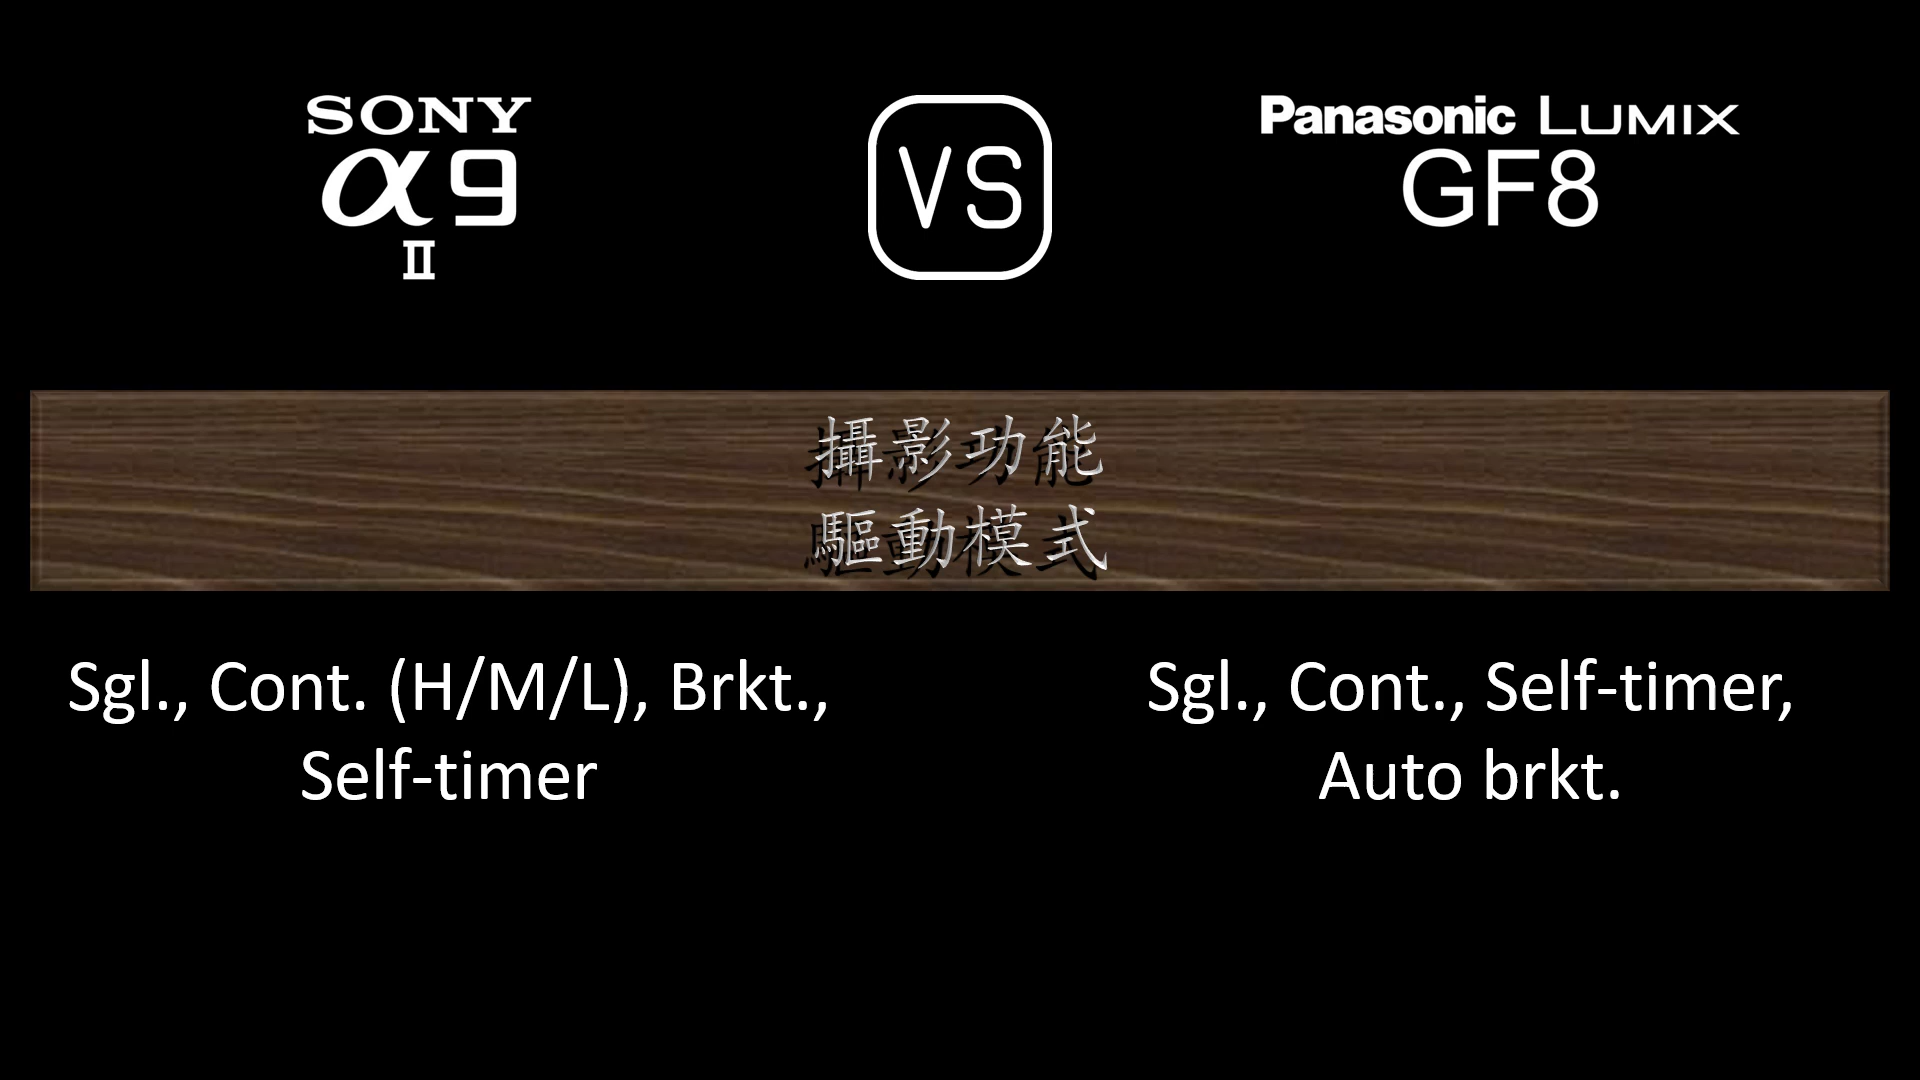 SONY
α9
II
VS
Panasonic LUMIX
GF8
攝影功能
驅動模式
Sgl., Cont. (H/M/L), Brkt.,
Self-timer
Sgl., Cont., Self-timer,
Auto brkt.